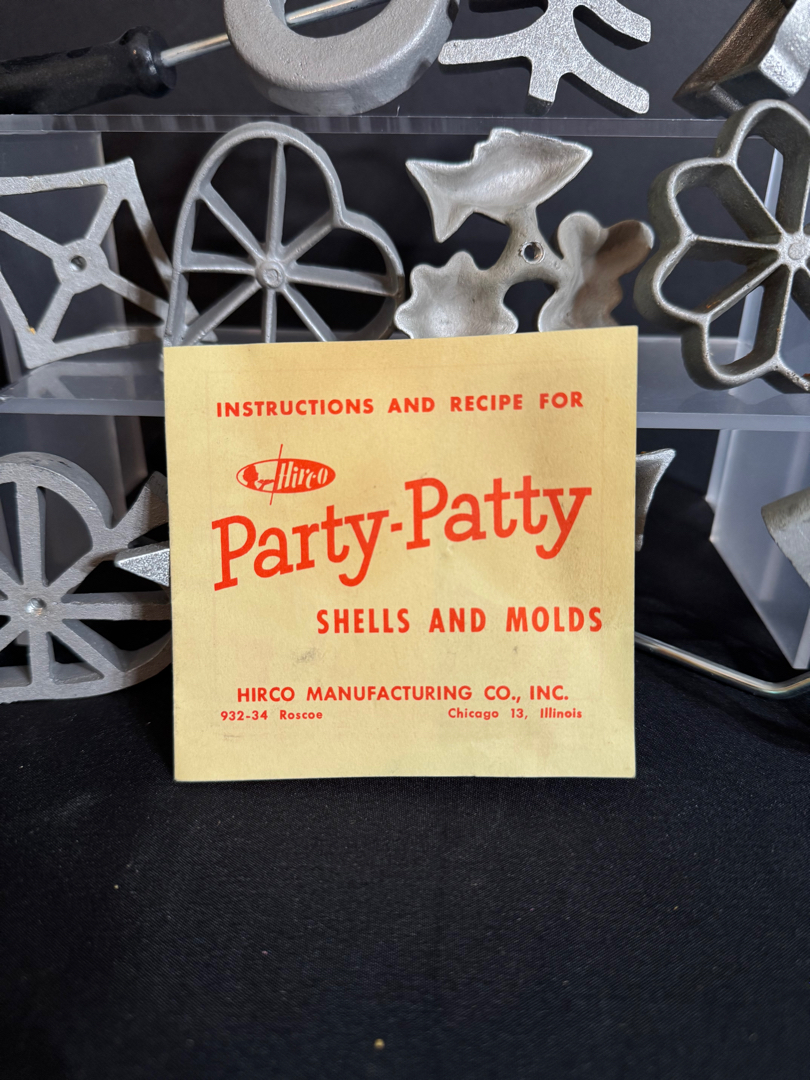 INSTRUCTIONS AND RECIPE FOR
Hirco
Party-Patty
SHELLS AND MOLDS
HIRCO MANUFACTURING CO., INC.
932-34 Roscoe Chicago 13, Illinois